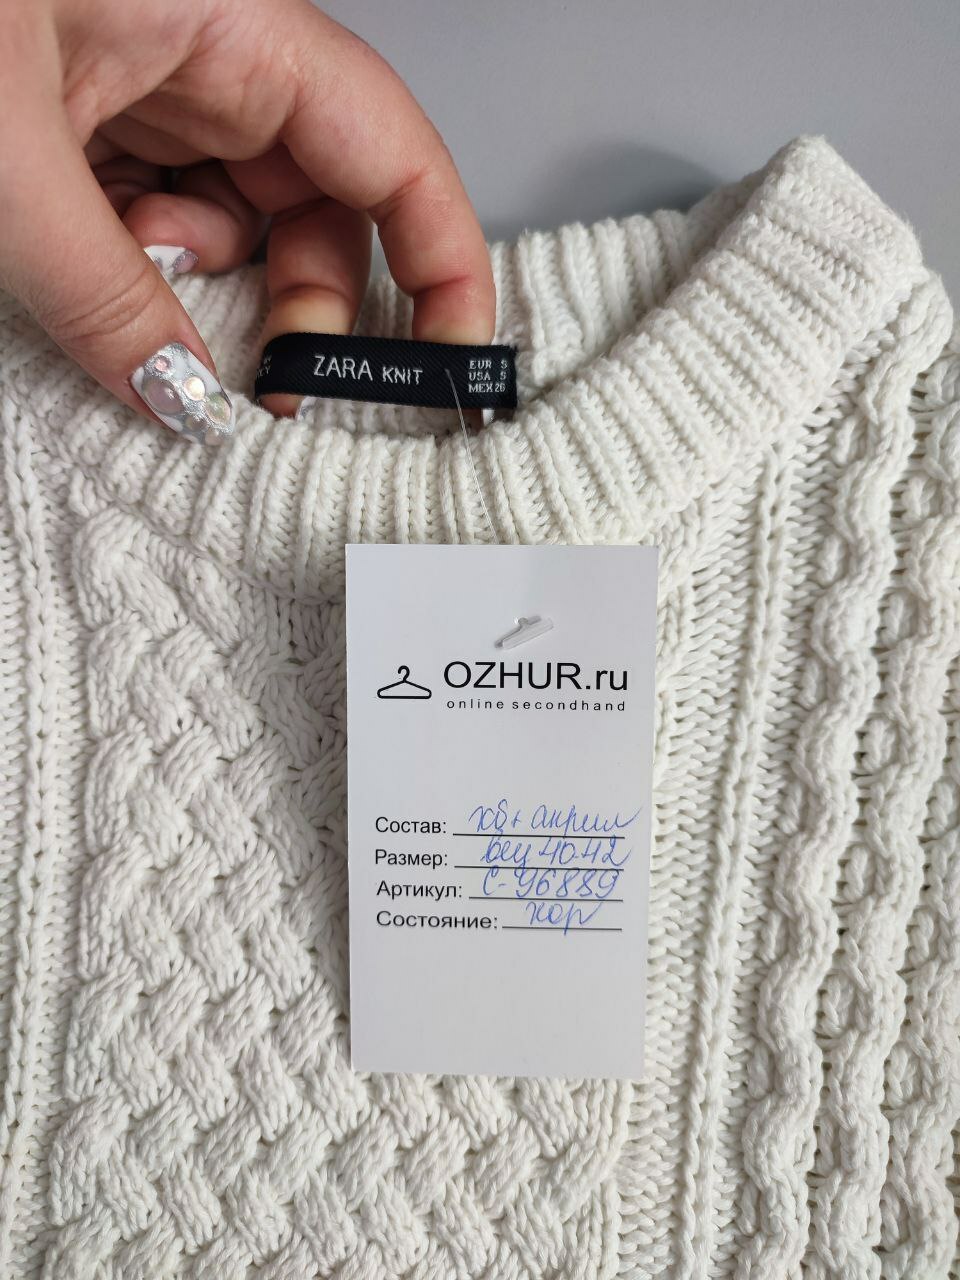 ZARA KNIT
EUR S
USA S
MEX 26
OZHUR.ru
online secondhand
Состав: хб+ акрил
Размер: 40-42
Артикул: С-96889
Состояние: хор